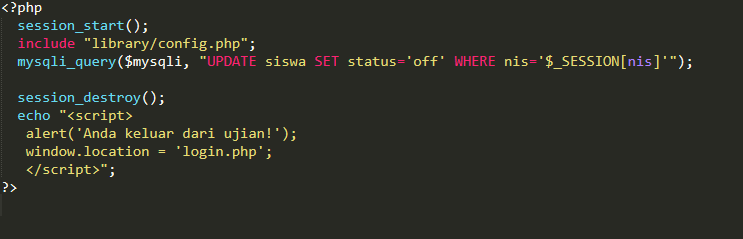 <?php
session_start();
include "library/config.php";
mysqli_query($mysqli, "UPDATE siswa SET status='off' WHERE nis='$_SESSION[nis]'");
session_destroy();
echo "<script>
alert('Anda keluar dari ujian!');
window.location = 'login.php';
</script>";
?>